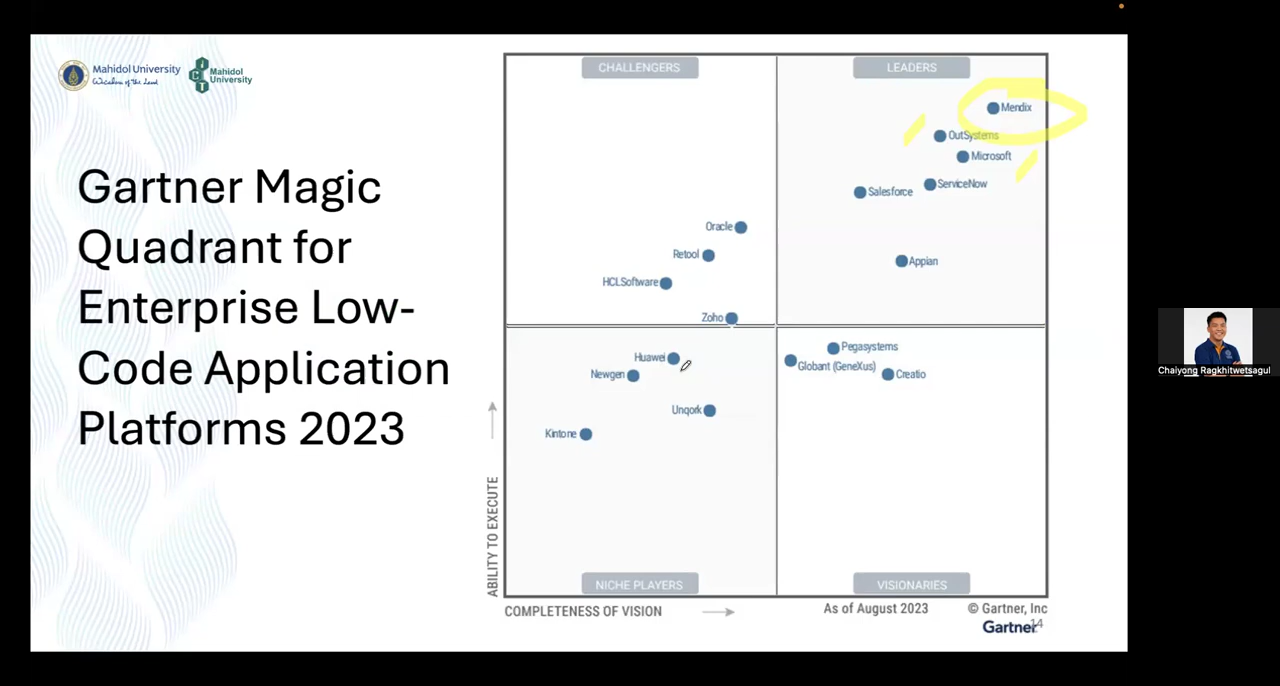 Mahidol University
Wisdom of the Land
Mahidol
University
Gartner Magic
Quadrant for
Enterprise Low-
Code Application
Platforms 2023
CHALLENGERS
LEADERS
Mendix
OutSystems
Microsoft
ServiceNow
Salesforce
Oracle
Retool
Appian
HCLSoftware
Zoho
Huawei
Pegasystems
Globant (GeneXus)
Newgen
Creatio
Unqork
Kintone
ABILITY TO EXECUTE
NICHE PLAYERS
VISIONARIES
COMPLETENESS OF VISION
As of August 2023
© Gartner, Inc
Gartner
14
Chaiyong Ragkhitwetsagul